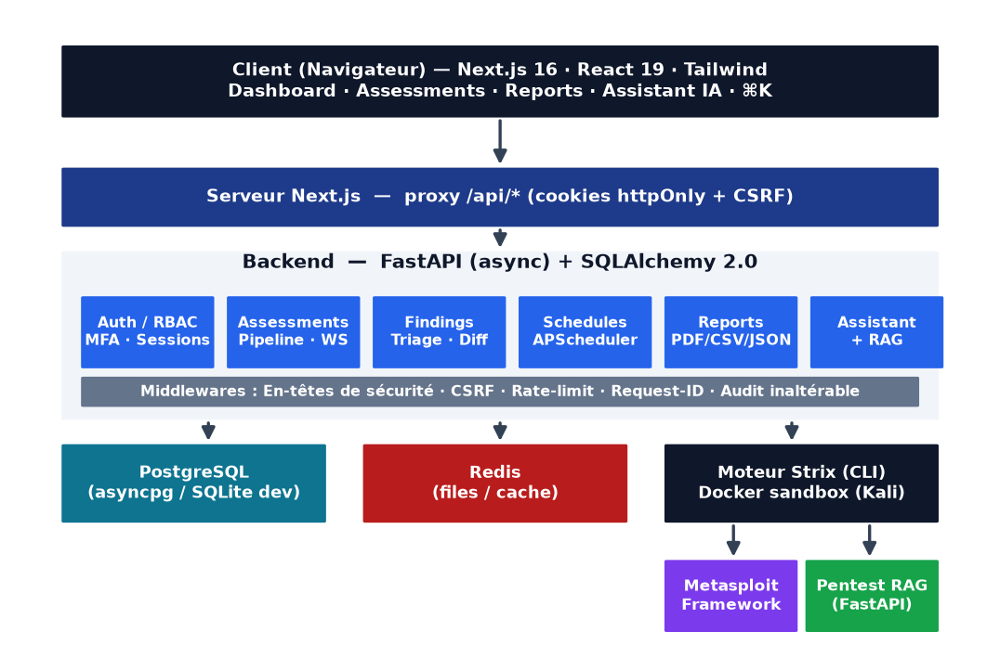 Client (Navigateur) — Next.js 16 · React 19 · Tailwind
Dashboard · Assessments · Reports · Assistant IA · ⌘K
Serveur Next.js — proxy /api/* (cookies httpOnly + CSRF)
Backend — FastAPI (async) + SQLAlchemy 2.0
Auth / RBAC
MFA · Sessions
Assessments
Pipeline · WS
Findings
Triage · Diff
Schedules
APScheduler
Reports
PDF/CSV/JSON
Assistant
+ RAG
Middlewares : En-têtes de sécurité · CSRF · Rate-limit · Request-ID · Audit inaltérable
PostgreSQL
(asyncpg / SQLite dev)
Redis
(files / cache)
Moteur Strix (CLI)
Docker sandbox (Kali)
Metasploit
Framework
Pentest RAG
(FastAPI)